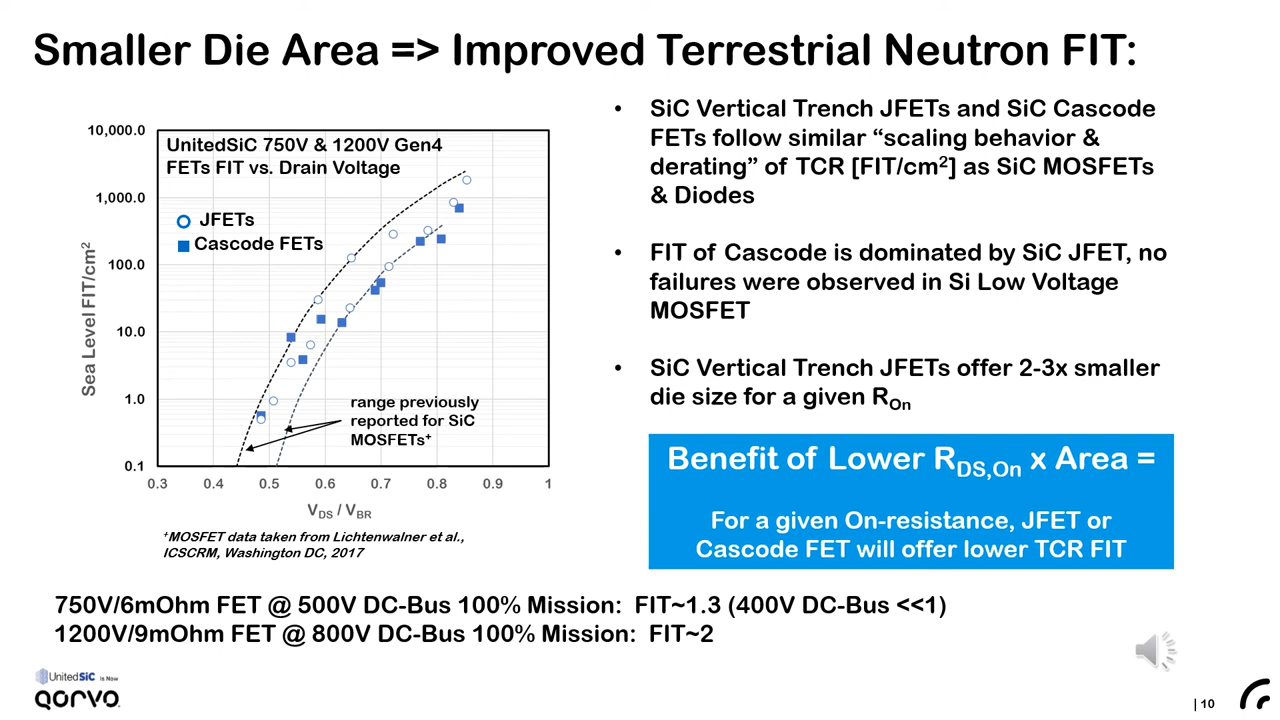 Smaller Die Area => Improved Terrestrial Neutron FIT:
UnitedSiC 750V & 1200V Gen4
FETs FIT vs. Drain Voltage
JFETs
Cascode FETs
10,000.0
1,000.0
100.0
10.0
1.0
0.1
Sea Level FIT/cm²
range previously
reported for SiC
MOSFETs⁺
0.3 0.4 0.5 0.6 0.7 0.8 0.9 1
V_DS / V_BR
⁺MOSFET data taken from Lichtenwalner et al.,
ICSCRM, Washington DC, 2017
• SiC Vertical Trench JFETs and SiC Cascode
FETs follow similar “scaling behavior &
derating” of TCR [FIT/cm²] as SiC MOSFETs
& Diodes
• FIT of Cascode is dominated by SiC JFET, no
failures were observed in Si Low Voltage
MOSFET
• SiC Vertical Trench JFETs offer 2-3x smaller
die size for a given R_On
Benefit of Lower R_DS,On x Area =
For a given On-resistance, JFET or
Cascode FET will offer lower TCR FIT
750V/6mOhm FET @ 500V DC-Bus 100% Mission: FIT~1.3 (400V DC-Bus <<1)
1200V/9mOhm FET @ 800V DC-Bus 100% Mission: FIT~2
UnitedSiC is Now
QORVO
| 10